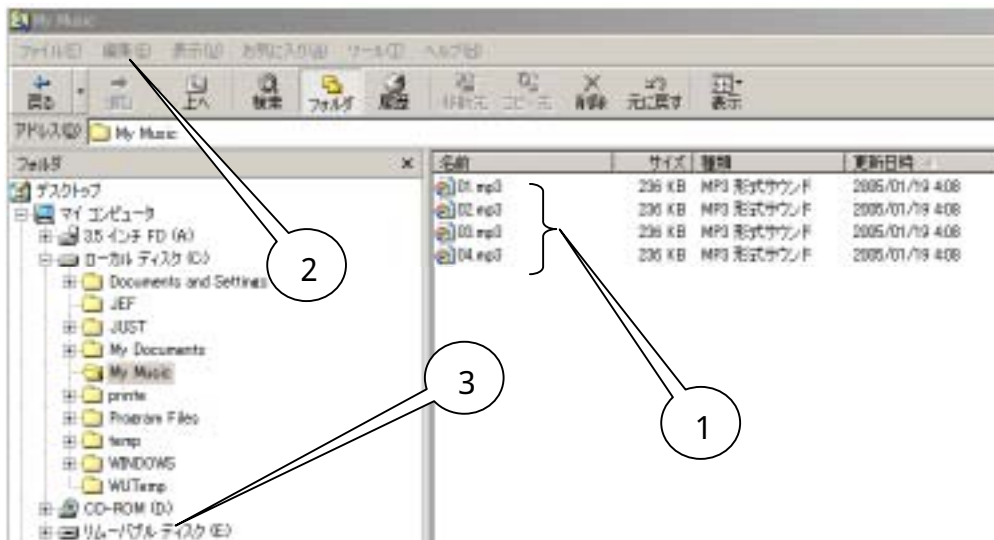 My Music
ファイル(F) 編集(E) 表示(V) お気に入り(A) ツール(T) ヘルプ(H)
戻る 進む 上へ 検索 フォルダ 履歴 移動先 コピー先 削除 元に戻す 表示
アドレス(D) My Music
フォルダ × 名前 サイズ 種類 更新日時
デスクトップ 01.mp3 236 KB MP3 形式サウンド 2005/01/19 4:08
マイ コンピュータ 02.mp3 236 KB MP3 形式サウンド 2005/01/19 4:08
3.5 インチ FD (A:) 03.mp3 236 KB MP3 形式サウンド 2005/01/19 4:08
ローカル ディスク (C:) 04.mp3 236 KB MP3 形式サウンド 2005/01/19 4:08
2
Documents and Settings
JEF
JUST
My Documents
My Music
3
printe
Program Files
1
temp
WINDOWS
WUTemp
CD-ROM (D:)
リムーバブル ディスク (E:)